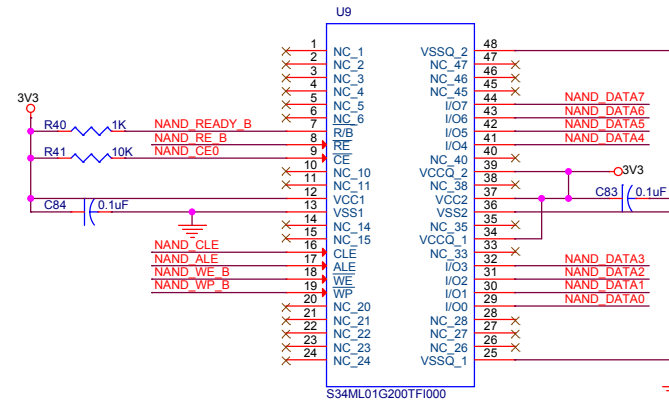 U9
1 NC_1 VSSQ_2 48
2 NC_2 NC_47 47
3 NC_3 NC_46 46
4 NC_4 NC_45 45
5 NC_5 I/O7 44 NAND_DATA7
6 NC_6 I/O6 43 NAND_DATA6
3V3
R40 1K NAND_READY_B 7 R/B I/O5 42 NAND_DATA5
NAND_RE_B 8 RE I/O4 41 NAND_DATA4
R41 10K NAND_CE0 9 CE NC_40 40
10 NC_10 VCCQ_2 39 3V3
11 NC_11 NC_38 38
12 VCC1 VCC2 37 C83 0.1uF
C84 0.1uF 13 VSS1 VSS2 36
14 NC_14 NC_35 35
15 NC_15 VCCQ_1 34
NAND_CLE 16 CLE NC_33 33
NAND_ALE 17 ALE I/O3 32 NAND_DATA3
NAND_WE_B 18 WE I/O2 31 NAND_DATA2
NAND_WP_B 19 WP I/O1 30 NAND_DATA1
20 NC_20 I/O0 29 NAND_DATA0
21 NC_21 NC_28 28
22 NC_22 NC_27 27
23 NC_23 NC_26 26
24 NC_24 VSSQ_1 25
S34ML01G200TFI000